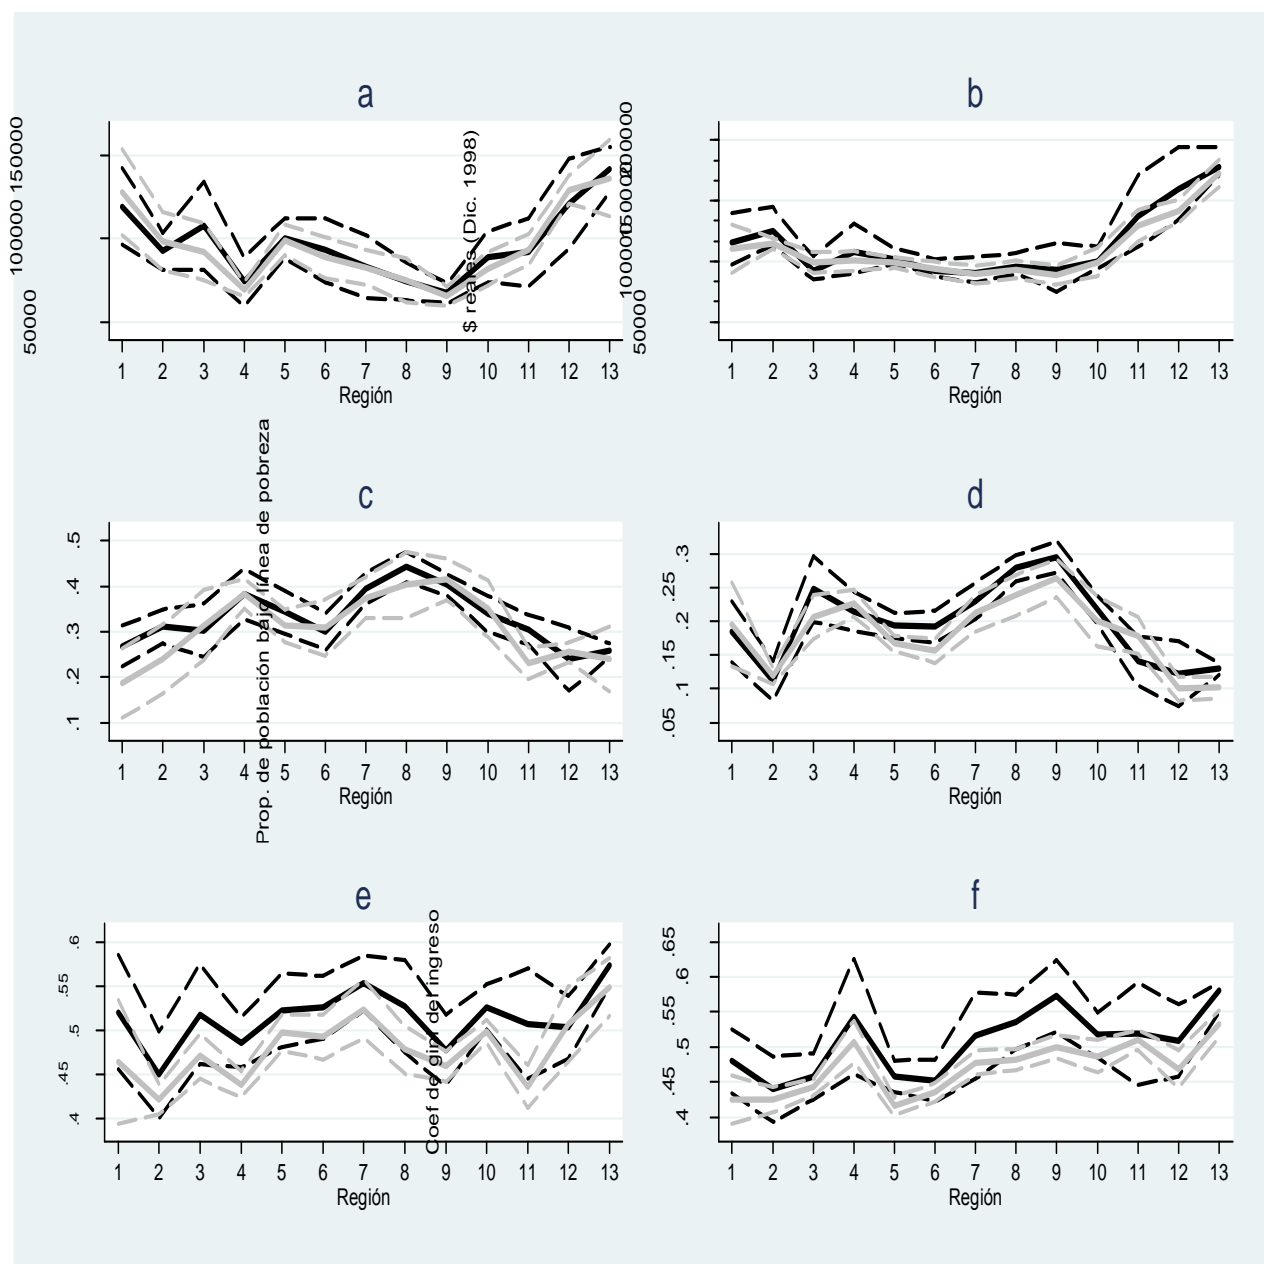 a
150000
100000
50000
$ reales (Dic. 1998)
1 2 3 4 5 6 7 8 9 10 11 12 13
Región
b
200000
150000
100000
50000
1 2 3 4 5 6 7 8 9 10 11 12 13
Región
c
.5
.4
.3
.2
.1
Prop. de población bajo línea de pobreza
1 2 3 4 5 6 7 8 9 10 11 12 13
Región
d
.3
.25
.2
.15
.1
.05
1 2 3 4 5 6 7 8 9 10 11 12 13
Región
e
.6
.55
.5
.45
.4
Coef de gini del ingreso
1 2 3 4 5 6 7 8 9 10 11 12 13
Región
f
.65
.6
.55
.5
.45
.4
1 2 3 4 5 6 7 8 9 10 11 12 13
Región